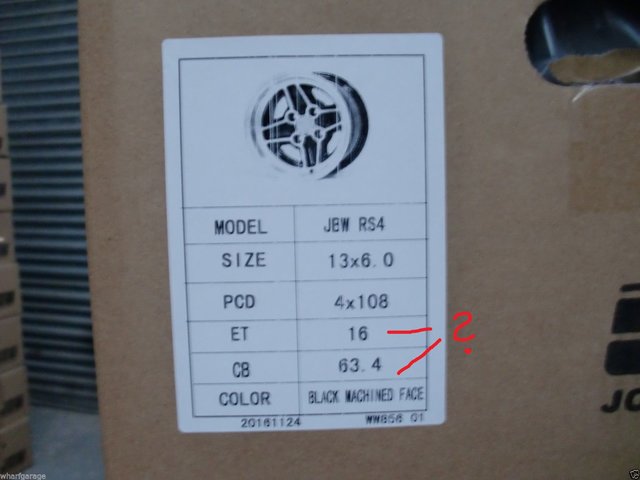 MODEL JBW RS4
SIZE 13x6.0
PCD 4x108
ET 16
?
CB 63.4
COLOR BLACK MACHINED FACE
20161124 WW856 01
JO
wharfgarage